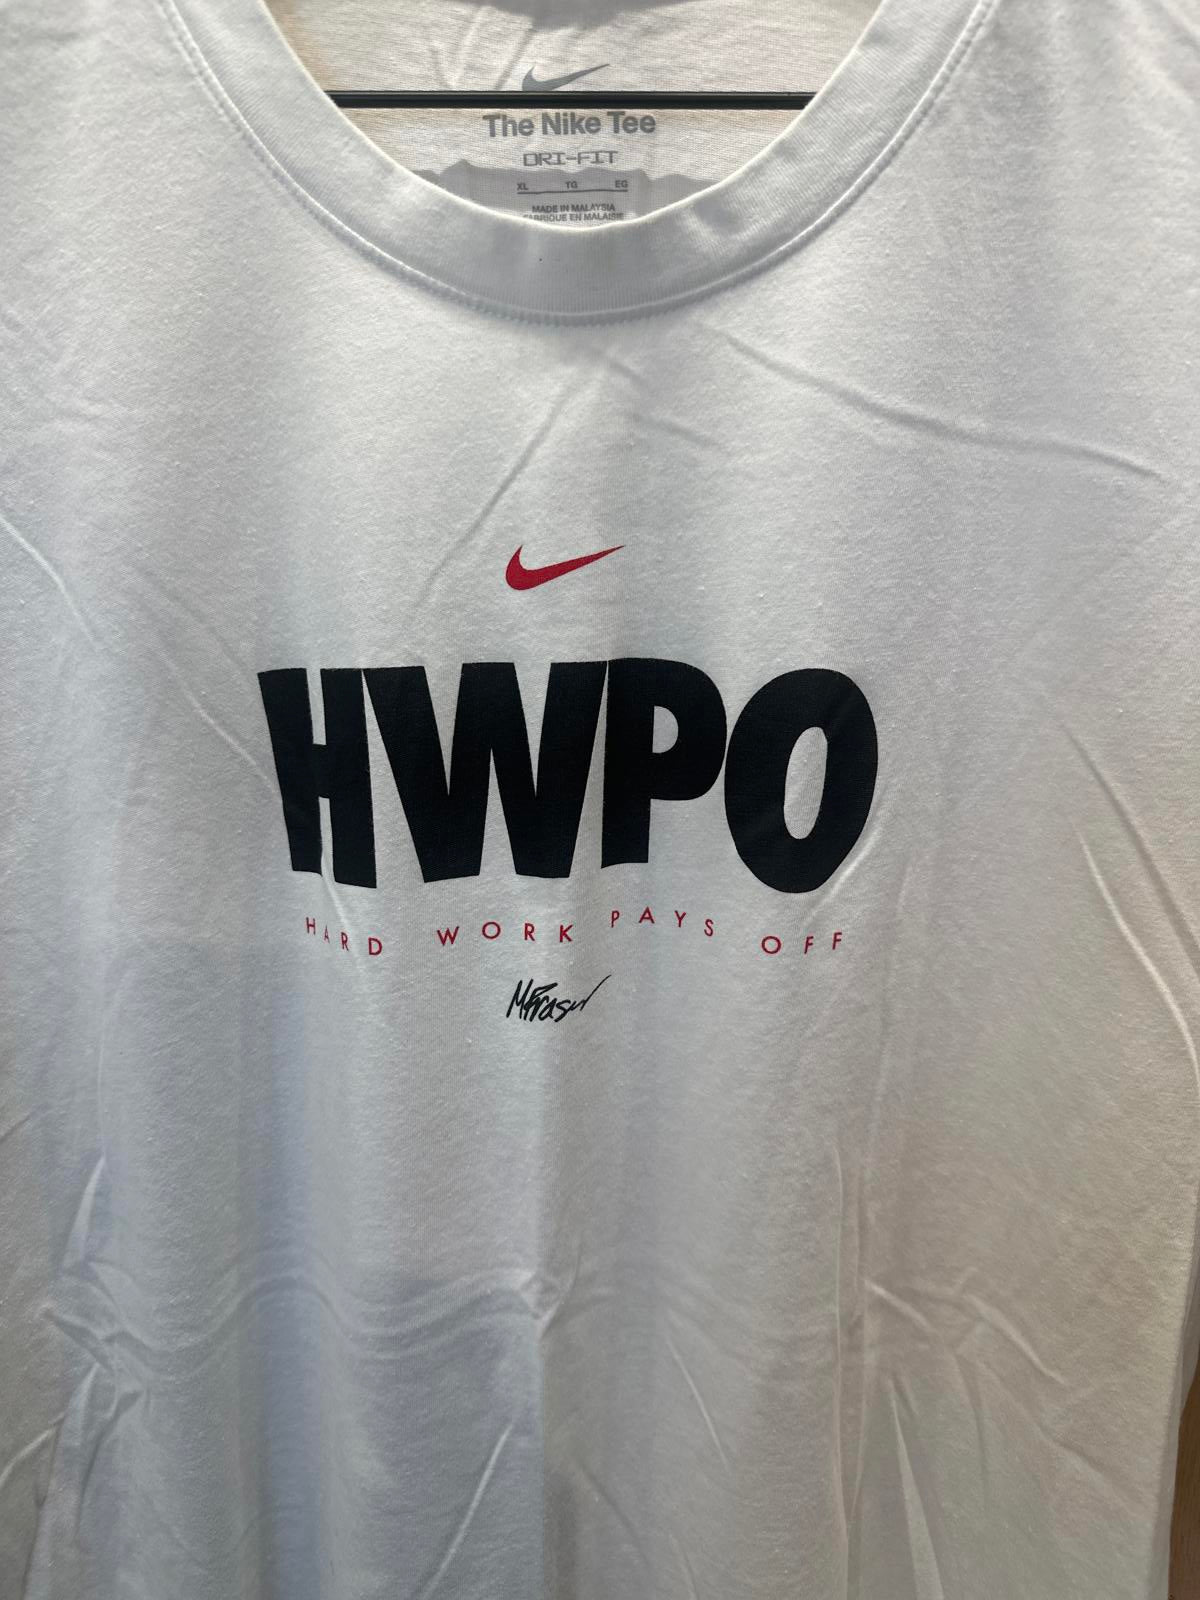 The Nike Tee
DRI-FIT
XL TG EG
MADE IN MALAYSIA
FABRIQUE EN MALAISIE
HWPO
HARD WORK PAYS OFF
MFraser